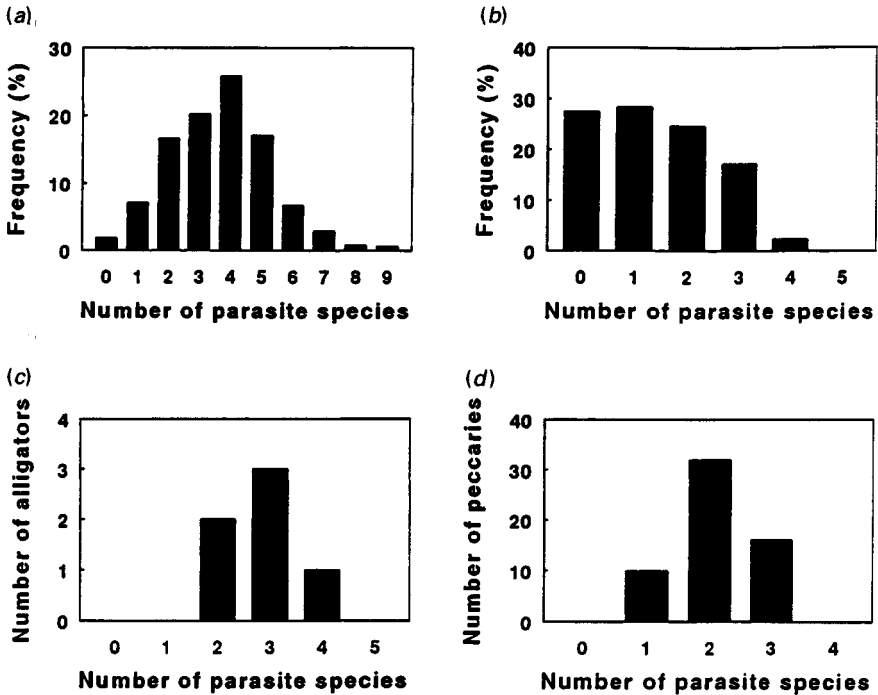 (a)
Frequency (%)
30
20
10
0
0 1 2 3 4 5 6 7 8 9
Number of parasite species
(b)
Frequency (%)
40
30
20
10
0
0 1 2 3 4 5
Number of parasite species
(c)
Number of alligators
4
3
2
1
0
0 1 2 3 4 5
Number of parasite species
(d)
Number of peccaries
40
30
20
10
0
0 1 2 3 4
Number of parasite species